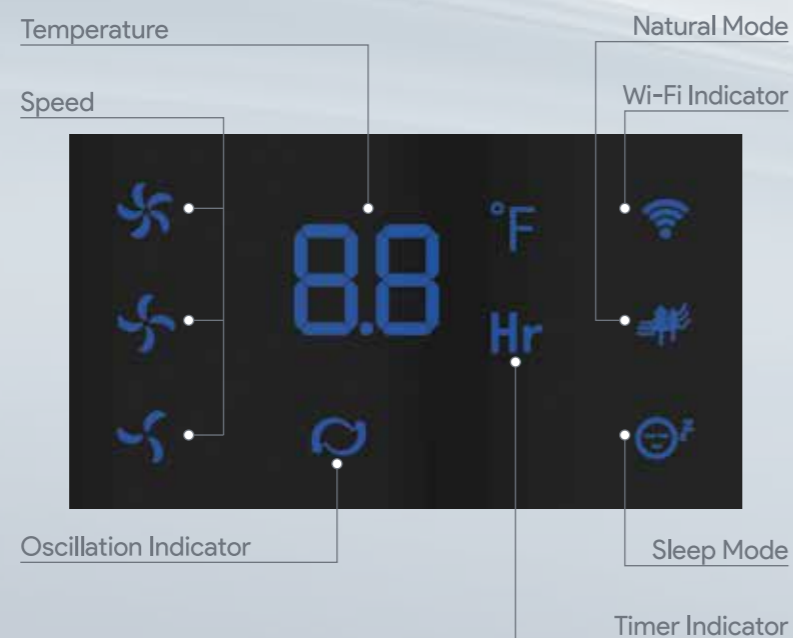 Temperature
Natural Mode
Speed
Wi-Fi Indicator
8.8
°F
Hr
Oscillation Indicator
Sleep Mode
Timer Indicator